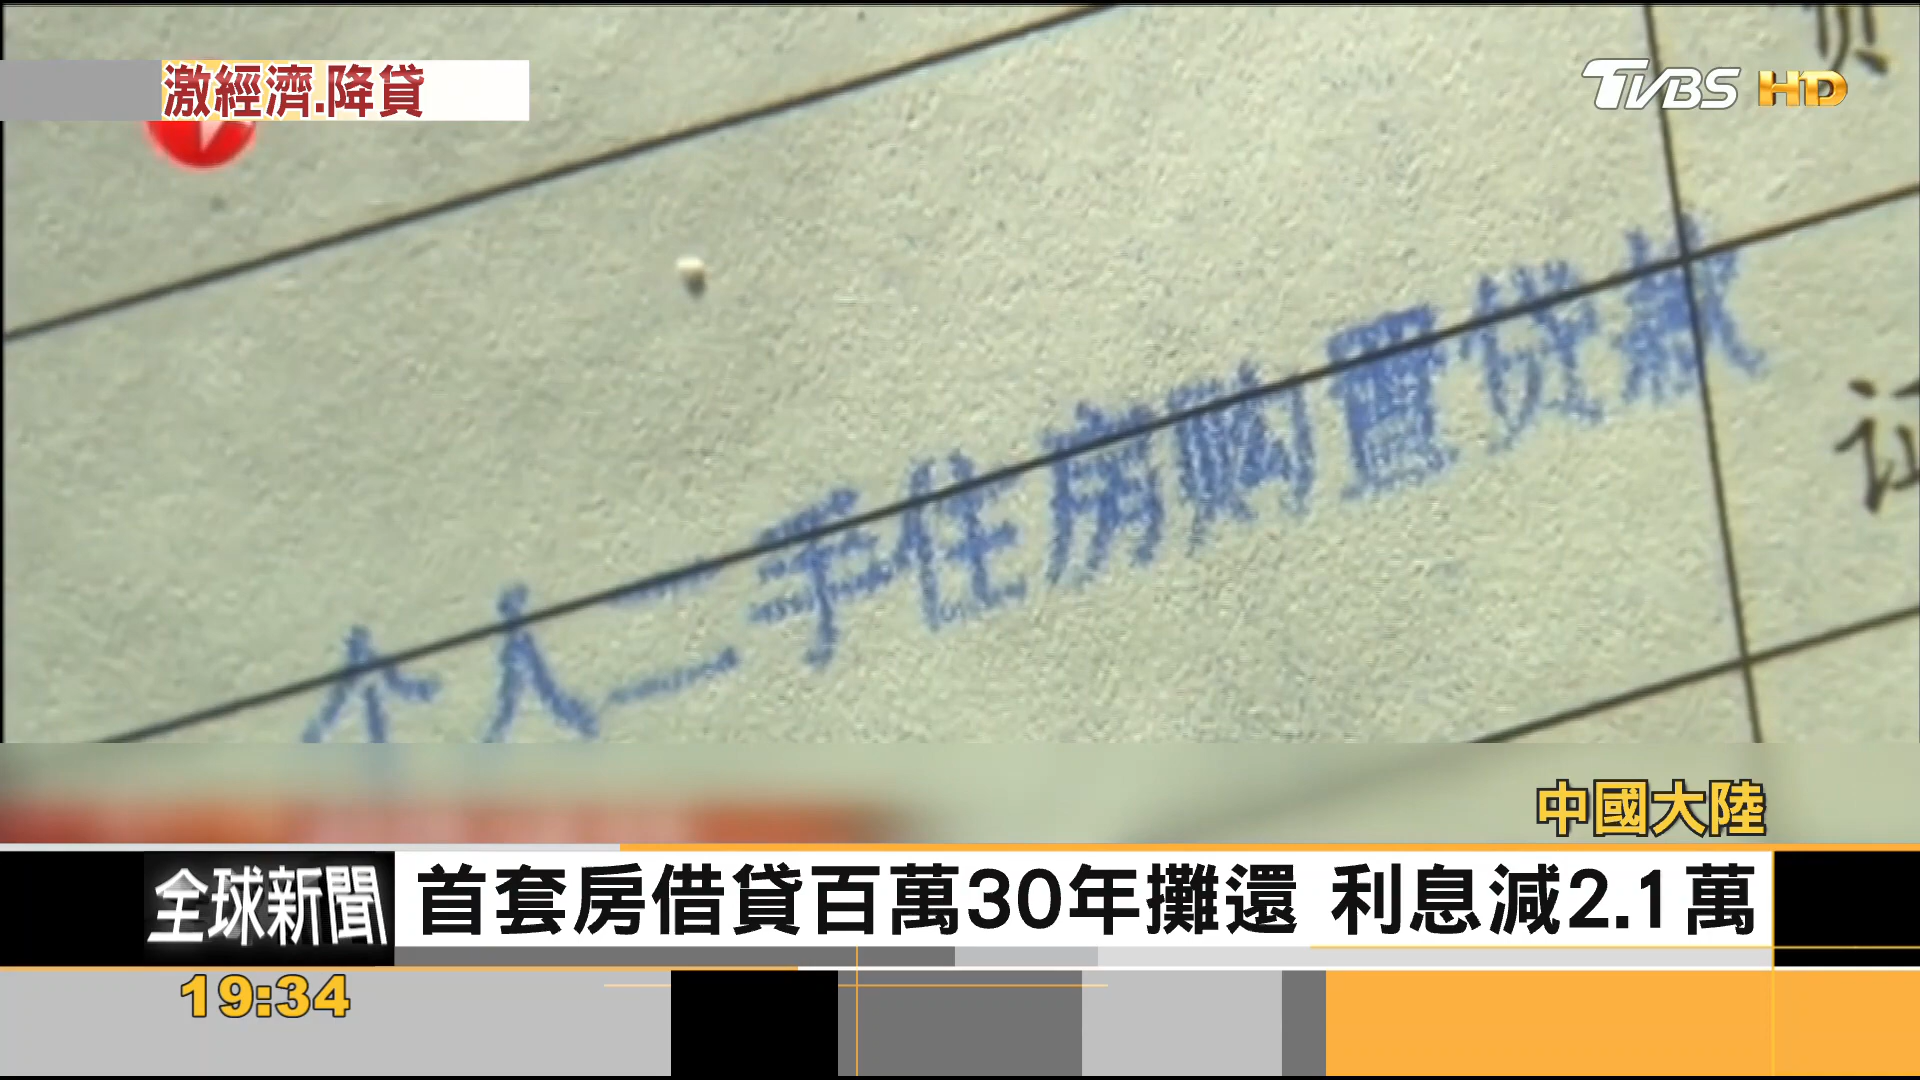 激經濟.降貸
TVBS HD
个人二手住房购置贷款
证
中國大陸
全球新聞
首套房借貸百萬30年攤還 利息減2.1萬
19:34